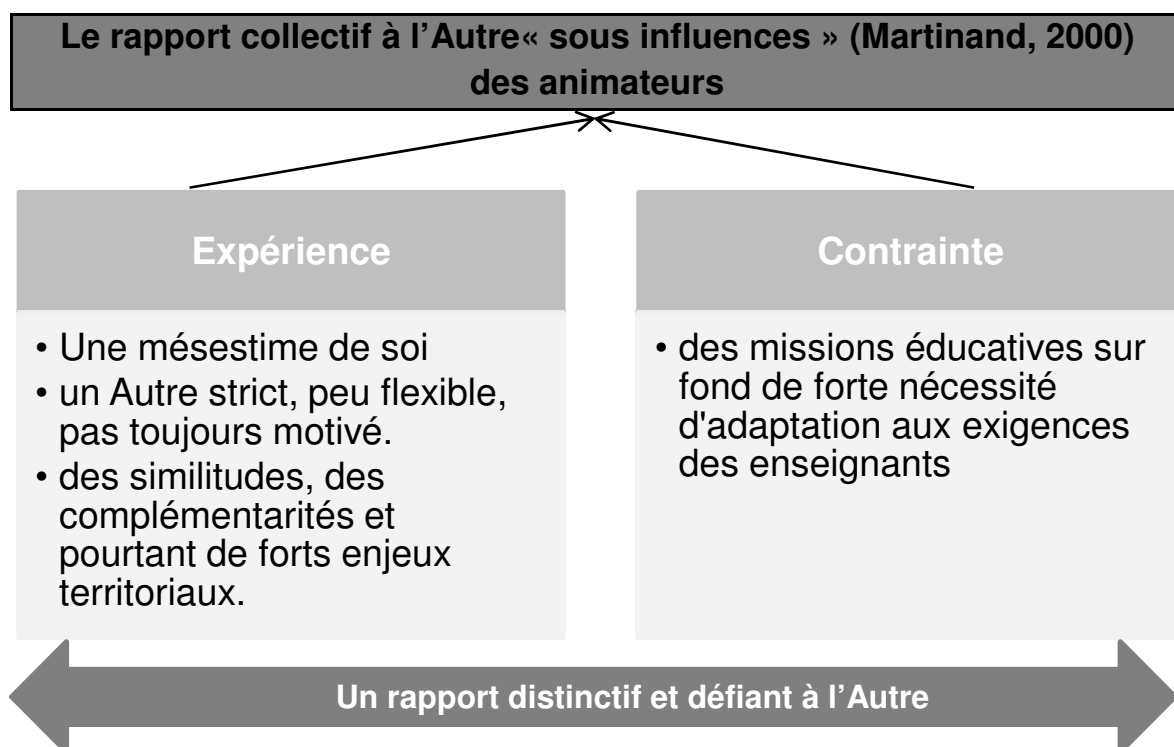 Le rapport collectif à l'Autre« sous influences » (Martinand, 2000)
des animateurs
Expérience
• Une mésestime de soi
• un Autre strict, peu flexible,
pas toujours motivé.
• des similitudes, des
complémentarités et
pourtant de forts enjeux
territoriaux.
Contrainte
• des missions éducatives sur
fond de forte nécessité
d'adaptation aux exigences
des enseignants
Un rapport distinctif et défiant à l'Autre